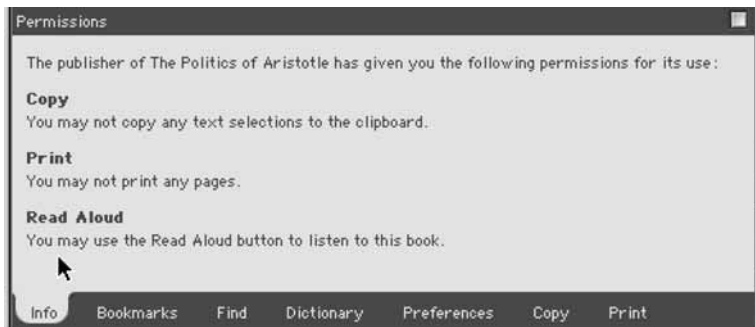 Permissions
The publisher of The Politics of Aristotle has given you the following permissions for its use:
Copy
You may not copy any text selections to the clipboard.
Print
You may not print any pages.
Read Aloud
You may use the Read Aloud button to listen to this book.
Info Bookmarks Find Dictionary Preferences Copy Print